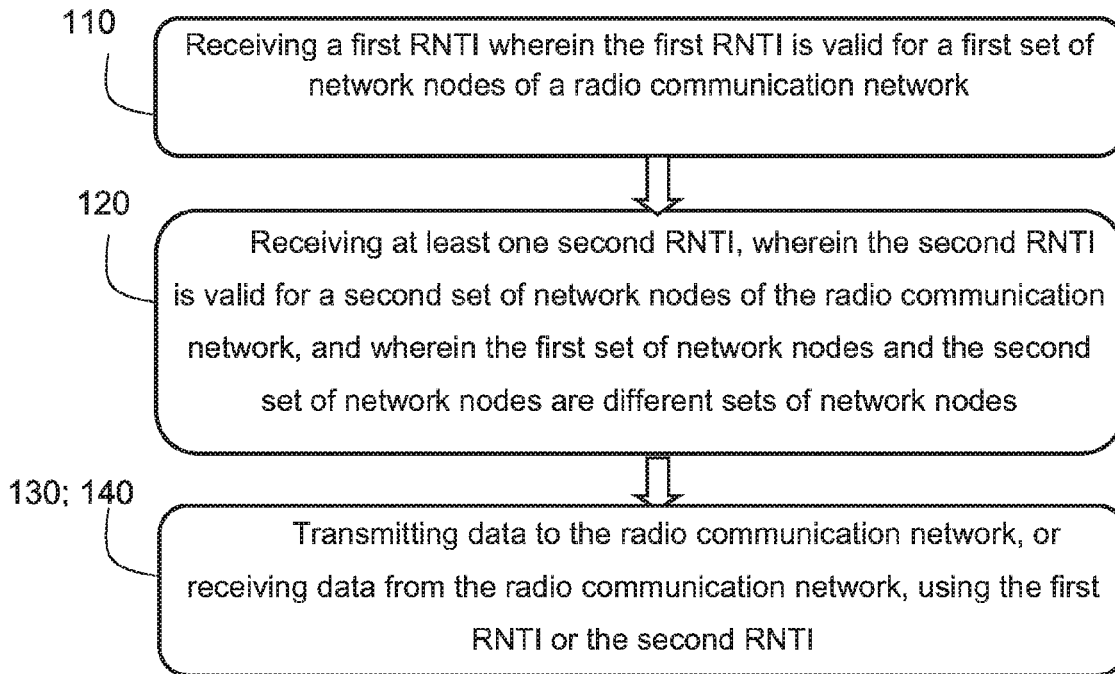 110
Receiving a first RNTI wherein the first RNTI is valid for a first set of
network nodes of a radio communication network
120
Receiving at least one second RNTI, wherein the second RNTI
is valid for a second set of network nodes of the radio communication
network, and wherein the first set of network nodes and the second
set of network nodes are different sets of network nodes
130; 140
Transmitting data to the radio communication network, or
receiving data from the radio communication network, using the first
RNTI or the second RNTI